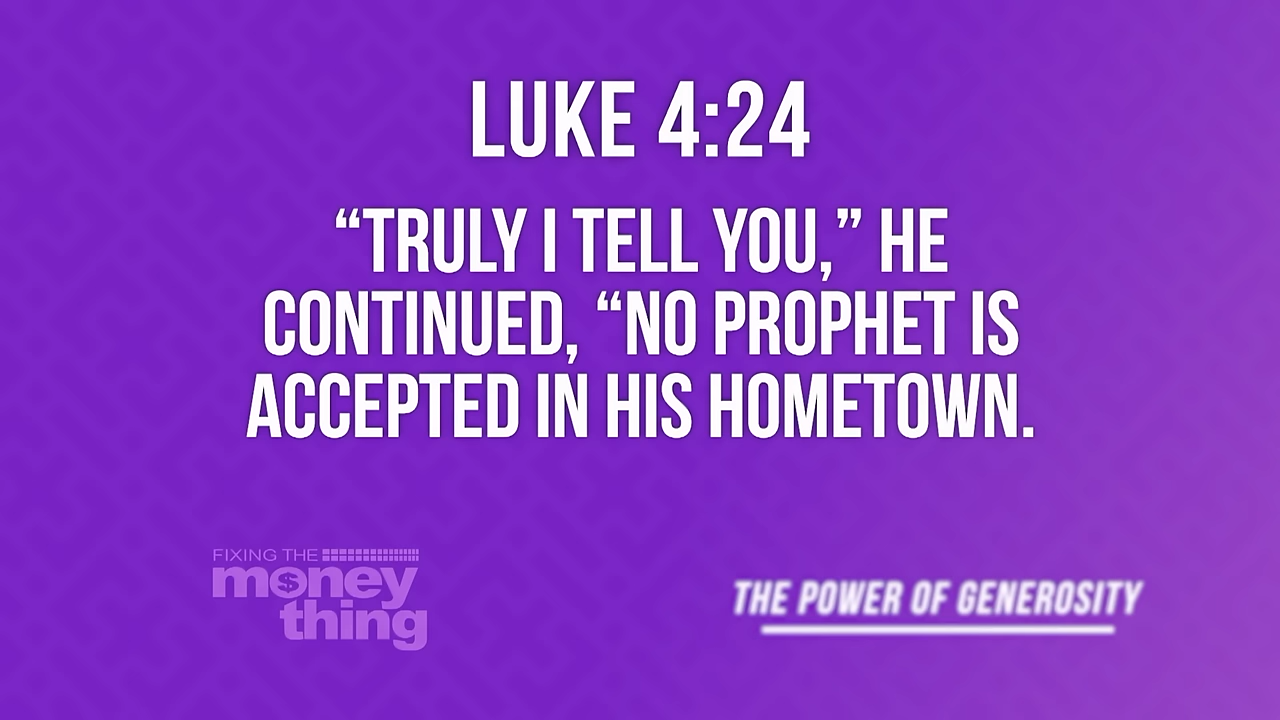 LUKE 4:24
“TRULY I TELL YOU,” HE
CONTINUED, “NO PROPHET IS
ACCEPTED IN HIS HOMETOWN.
FIXING THE
money
thing
THE POWER OF GENEROSITY